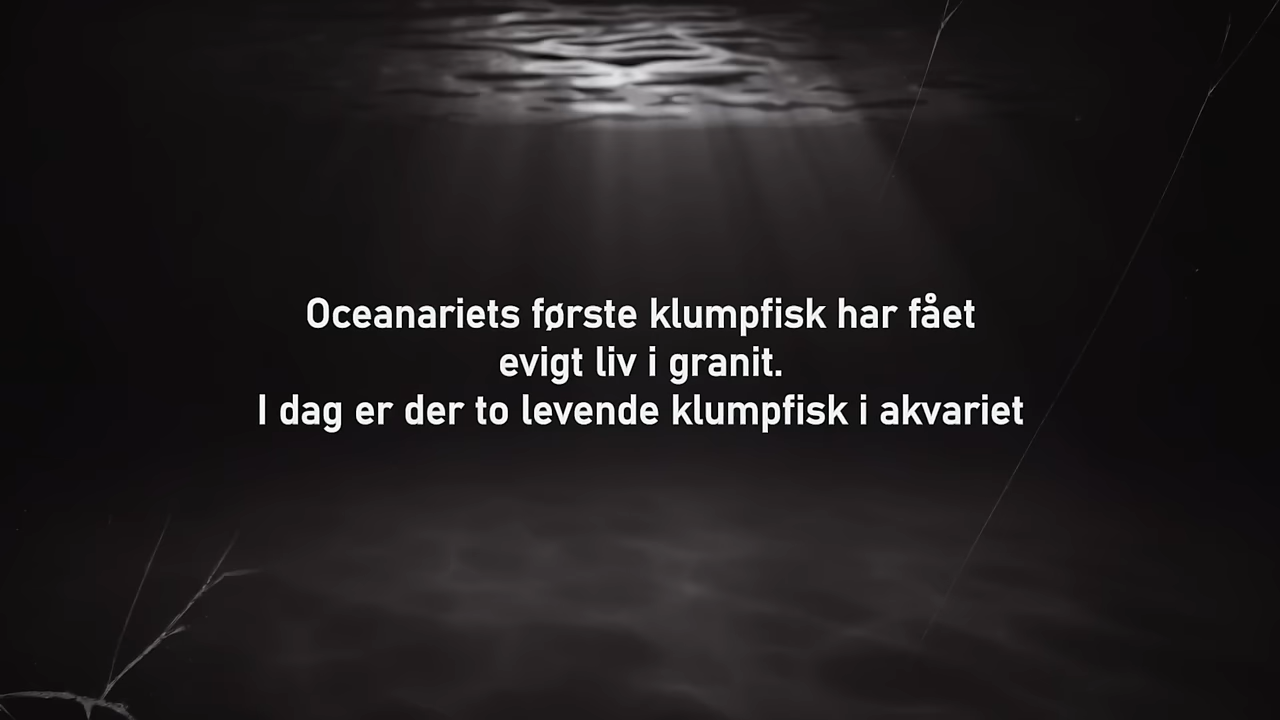 Oceanariets første klumpfisk har fået
evigt liv i granit.
I dag er der to levende klumpfisk i akvariet